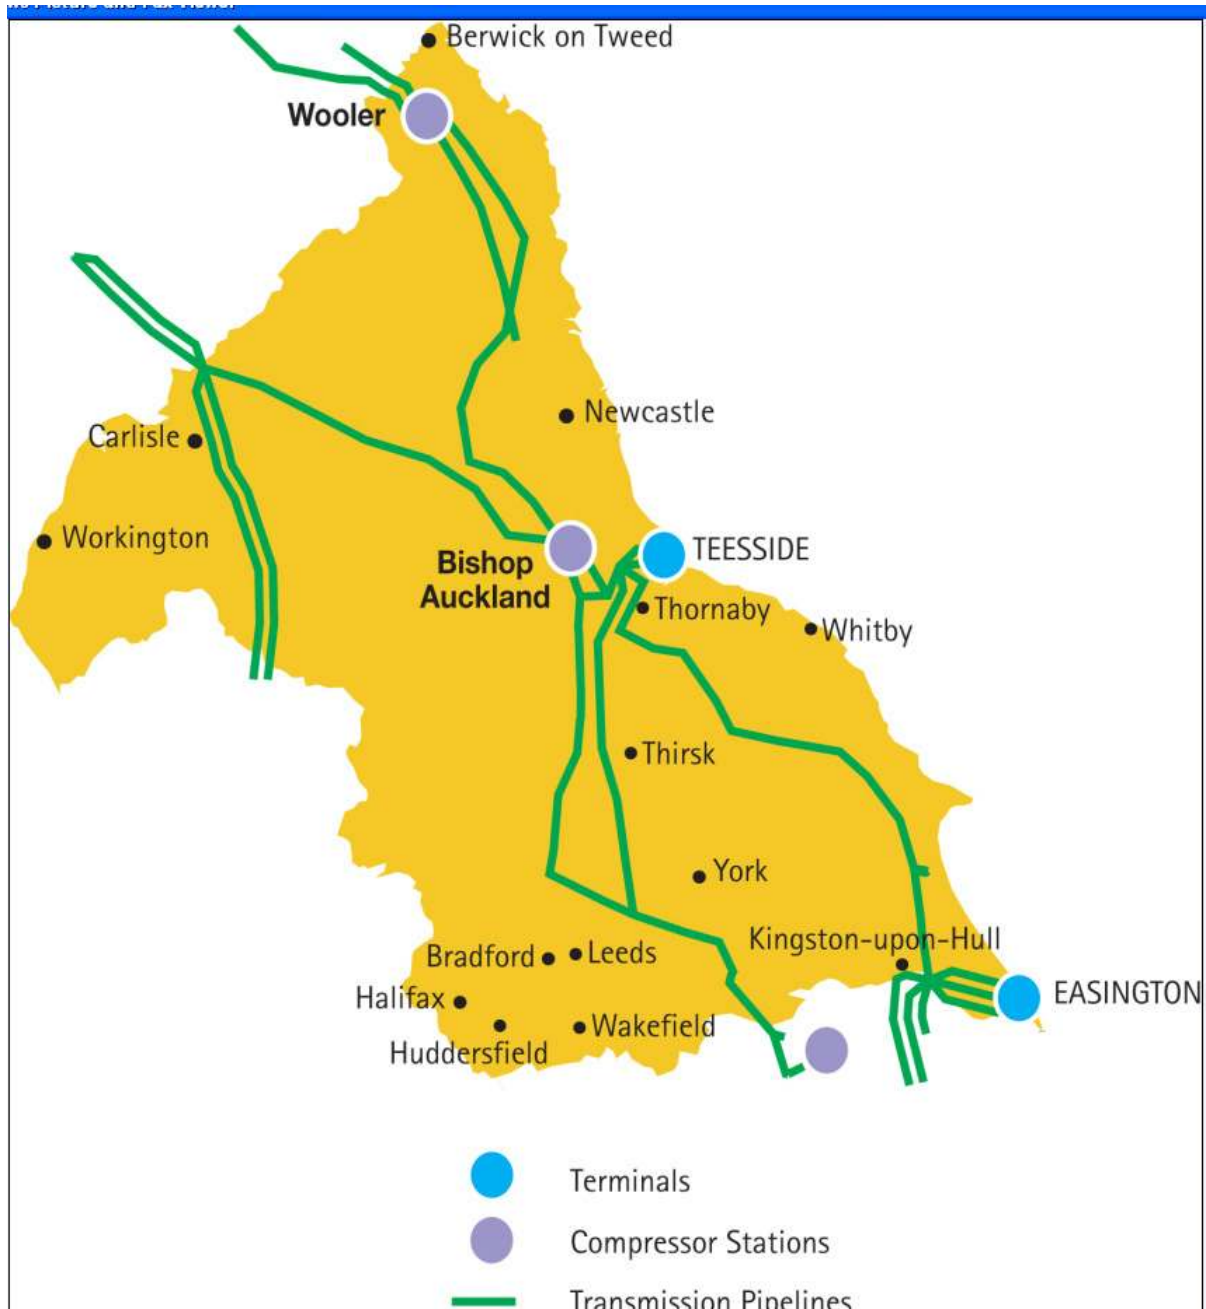 Berwick on Tweed
Wooler
Newcastle
Carlisle
Workington
TEESSIDE
Bishop
Auckland
Thornaby
Whitby
Thirsk
York
Kingston-upon-Hull
Bradford
Leeds
EASINGTON
Halifax
Wakefield
Huddersfield
Terminals
Compressor Stations
Transmission Pipelines